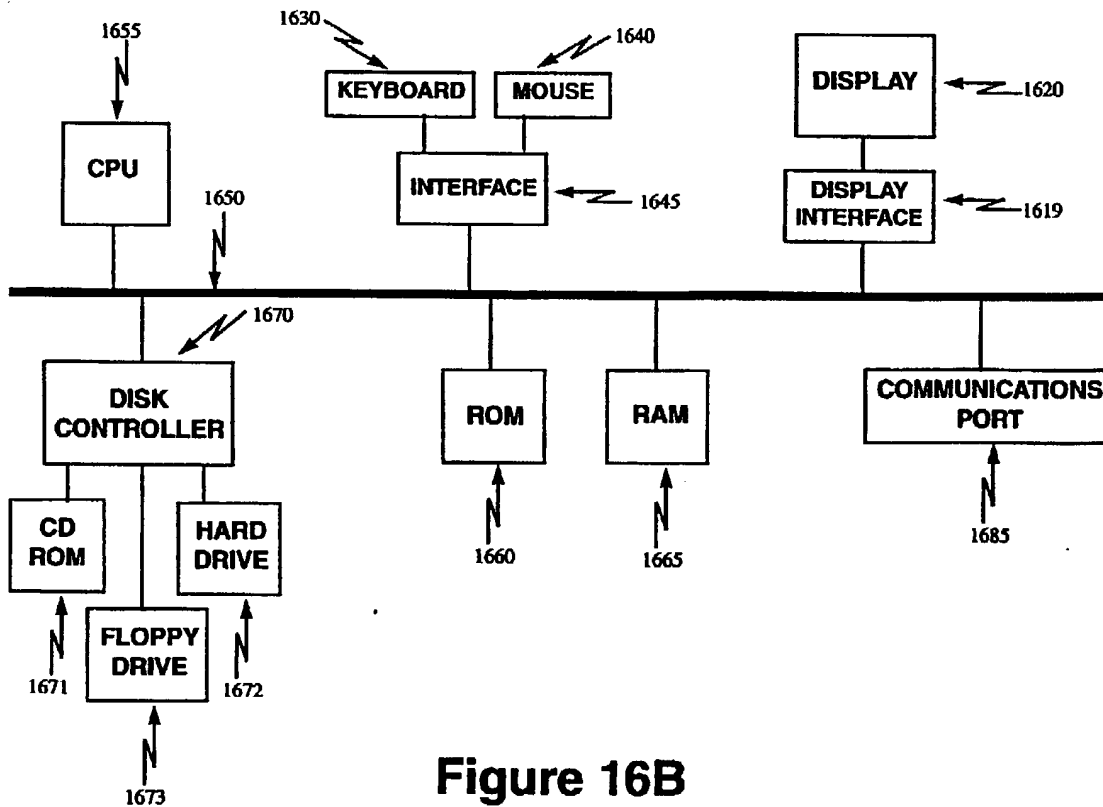 1655
1630
1640
KEYBOARD
MOUSE
DISPLAY
1620
CPU
INTERFACE
1645
DISPLAY
INTERFACE
1619
1650
1670
DISK
CONTROLLER
ROM
RAM
COMMUNICATIONS
PORT
CD
ROM
HARD
DRIVE
1660
1665
1685
FLOPPY
DRIVE
1671
1672
1673
Figure 16B